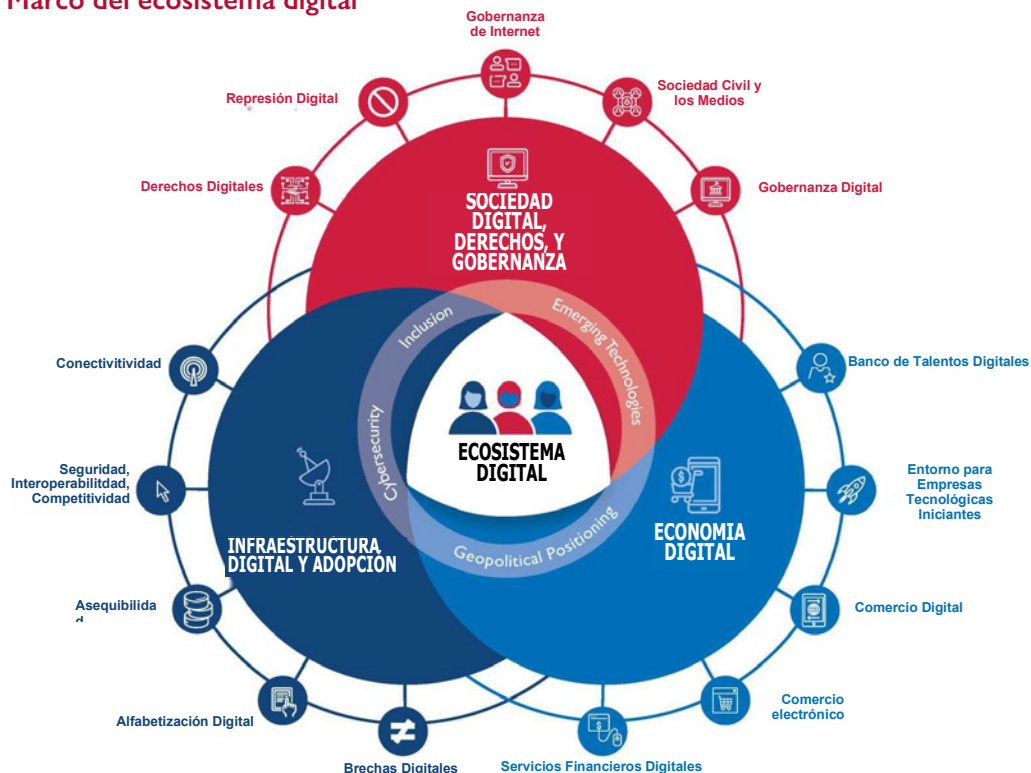 Marco del ecosistema digital
Gobernanza
de Internet
Represión Digital
Sociedad Civil y
los Medios
Derechos Digitales
Gobernanza Digital
SOCIEDAD
DIGITAL,
DERECHOS, Y
GOBERNANZA
Inclusion
Emerging Technologies
Conectivitividad
Banco de Talentos Digitales
Cybersecurity
ECOSISTEMA
DIGITAL
Seguridad,
Interoperabilitdad,
Competitividad
Entorno para
Empresas
Tecnológicas
Iniciantes
INFRAESTRUCTURA
DIGITAL Y ADOPCION
Geopolitical Positioning
ECONOMIA
DIGITAL
Asequibilida
d
Comercio Digital
Alfabetización Digital
Comercio
electrónico
Brechas Digitales
Servicios Financieros Digitales